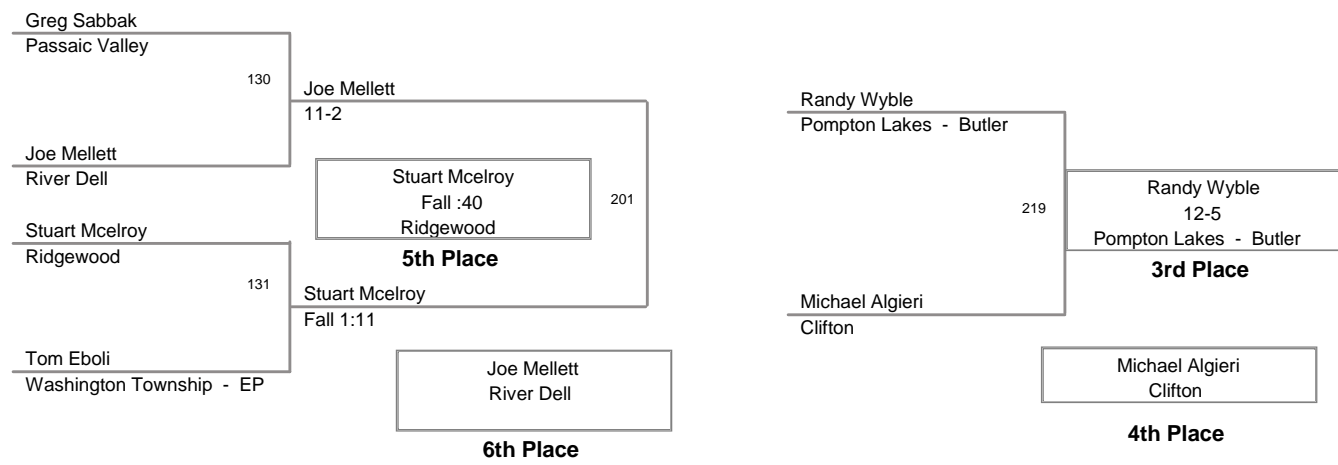 Greg Sabbak
Passaic Valley
130
Joe Mellett
11-2
Joe Mellett
River Dell
Stuart Mcelroy
Fall :40
Ridgewood
5th Place
201
Stuart Mcelroy
Ridgewood
131
Stuart Mcelroy
Fall 1:11
Tom Eboli
Washington Township - EP
Joe Mellett
River Dell
6th Place
Randy Wyble
Pompton Lakes - Butler
219
Randy Wyble
12-5
Pompton Lakes - Butler
3rd Place
Michael Algieri
Clifton
Michael Algieri
Clifton
4th Place